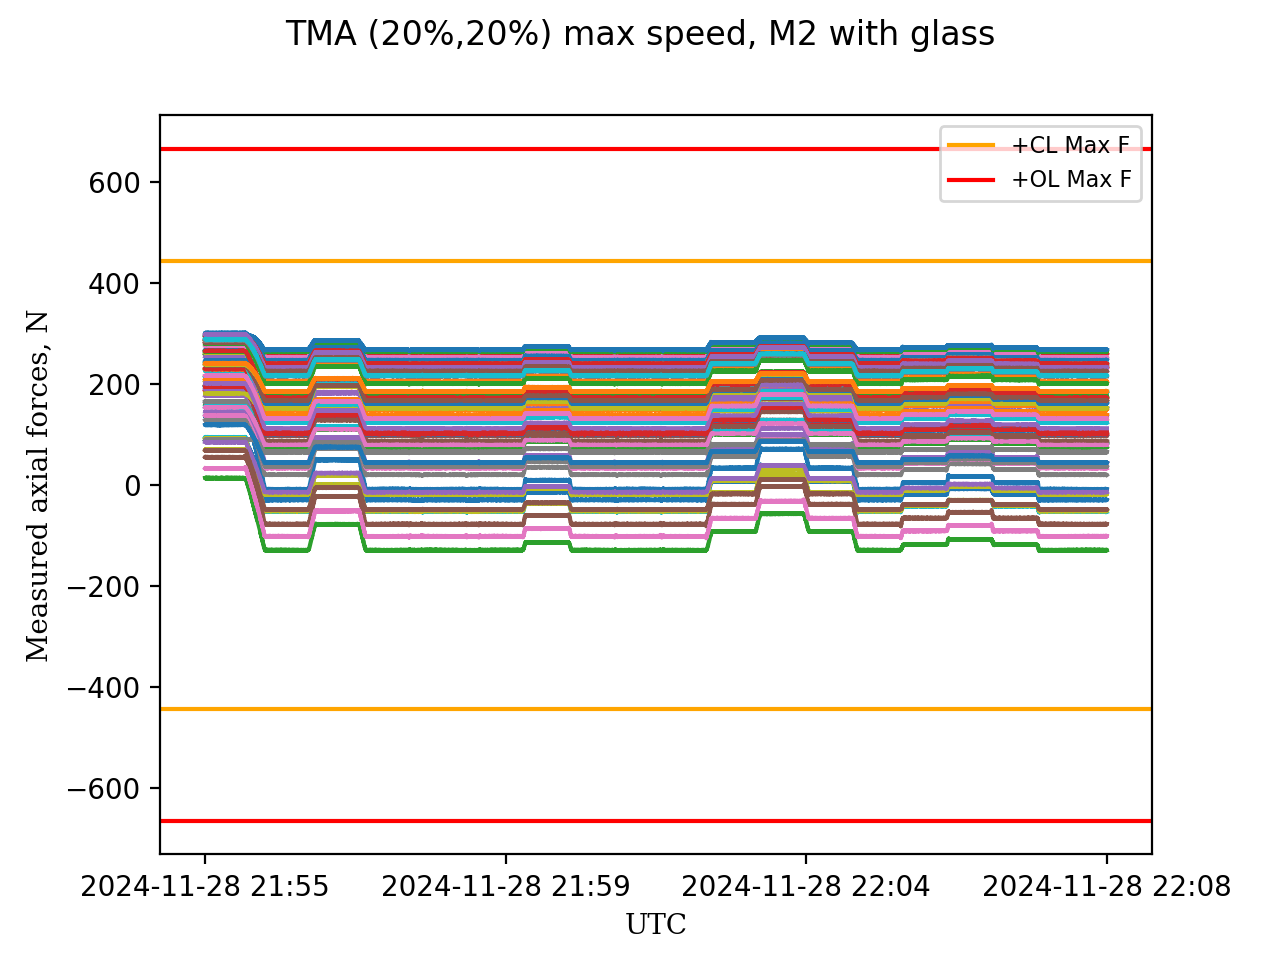 TMA (20%,20%) max speed, M2 with glass
+CL Max F
+OL Max F
600
400
200
0
−200
−400
−600
Measured axial forces, N
2024-11-28 21:55
2024-11-28 21:59
2024-11-28 22:04
2024-11-28 22:08
UTC